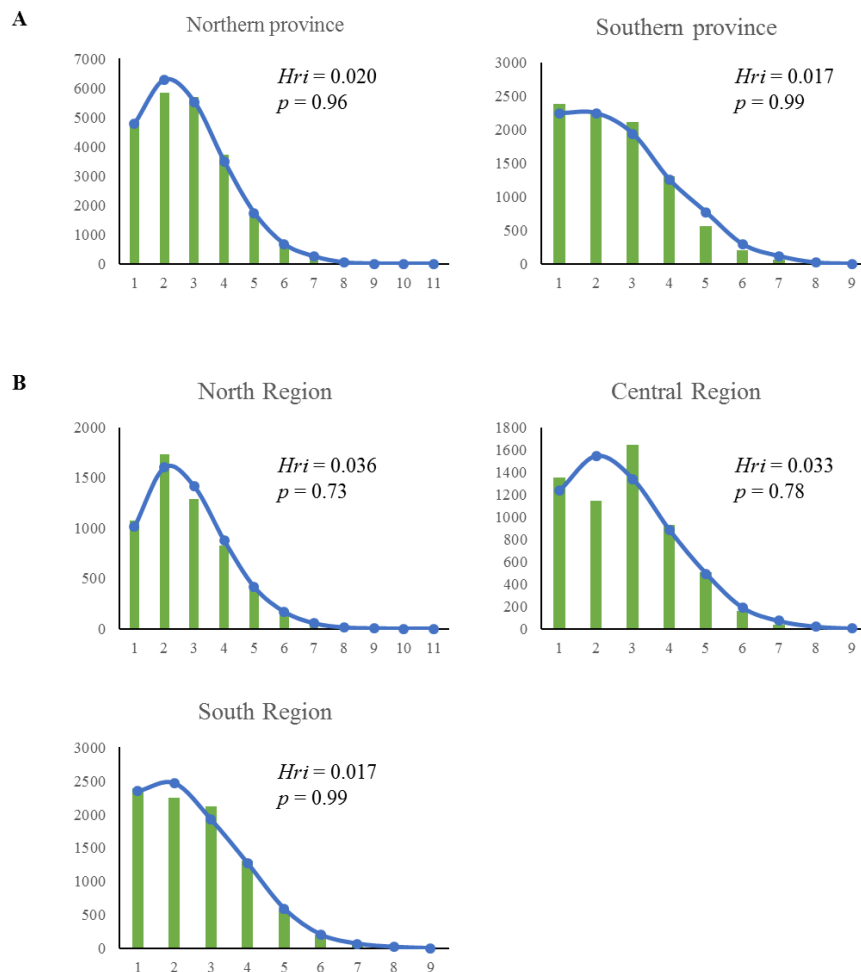 A
Northern province
7000
6000
5000
4000
3000
2000
1000
0
Hri = 0.020
p = 0.96
1 2 3 4 5 6 7 8 9 10 11
Southern province
3000
2500
2000
1500
1000
500
0
Hri = 0.017
p = 0.99
1 2 3 4 5 6 7 8 9
B
North Region
2000
1500
1000
500
0
Hri = 0.036
p = 0.73
1 2 3 4 5 6 7 8 9 10 11
Central Region
1800
1600
1400
1200
1000
800
600
400
200
0
Hri = 0.033
p = 0.78
1 2 3 4 5 6 7 8 9
South Region
3000
2500
2000
1500
1000
500
0
Hri = 0.017
p = 0.99
1 2 3 4 5 6 7 8 9